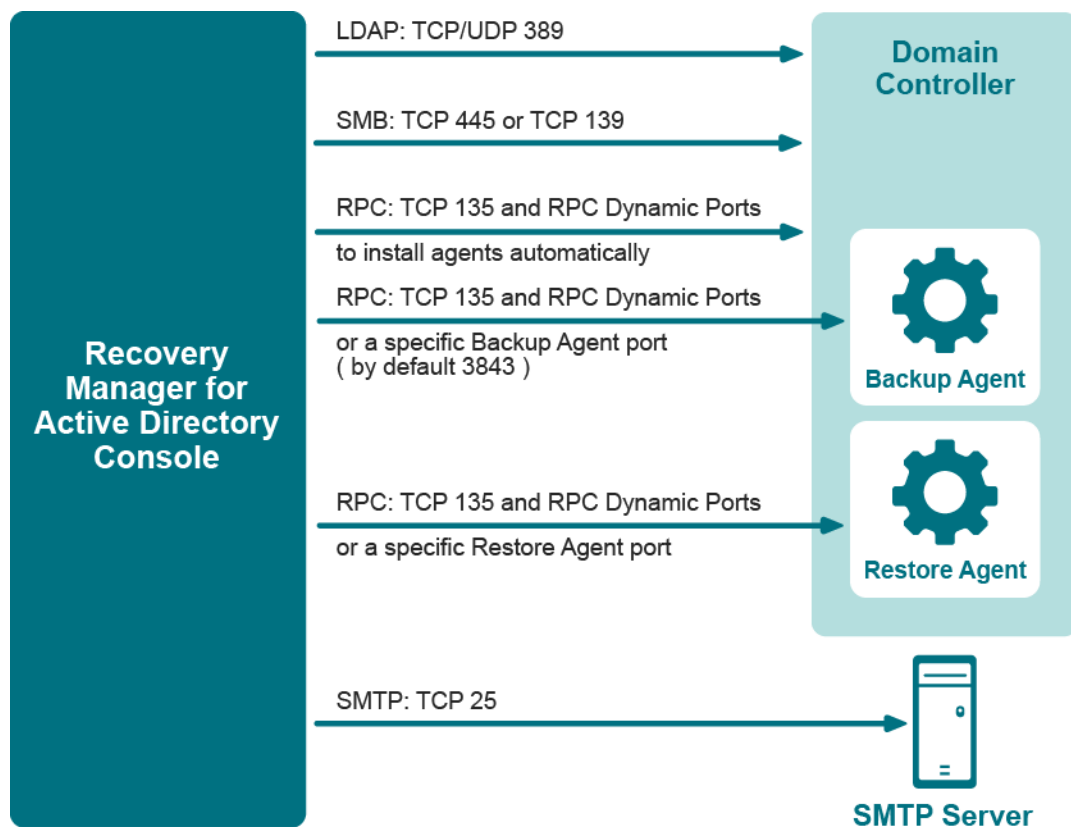 Recovery
Manager for
Active Directory
Console
LDAP: TCP/UDP 389
SMB: TCP 445 or TCP 139
RPC: TCP 135 and RPC Dynamic Ports
to install agents automatically
RPC: TCP 135 and RPC Dynamic Ports
or a specific Backup Agent port
( by default 3843 )
RPC: TCP 135 and RPC Dynamic Ports
or a specific Restore Agent port
SMTP: TCP 25
Domain
Controller
Backup Agent
Restore Agent
SMTP Server